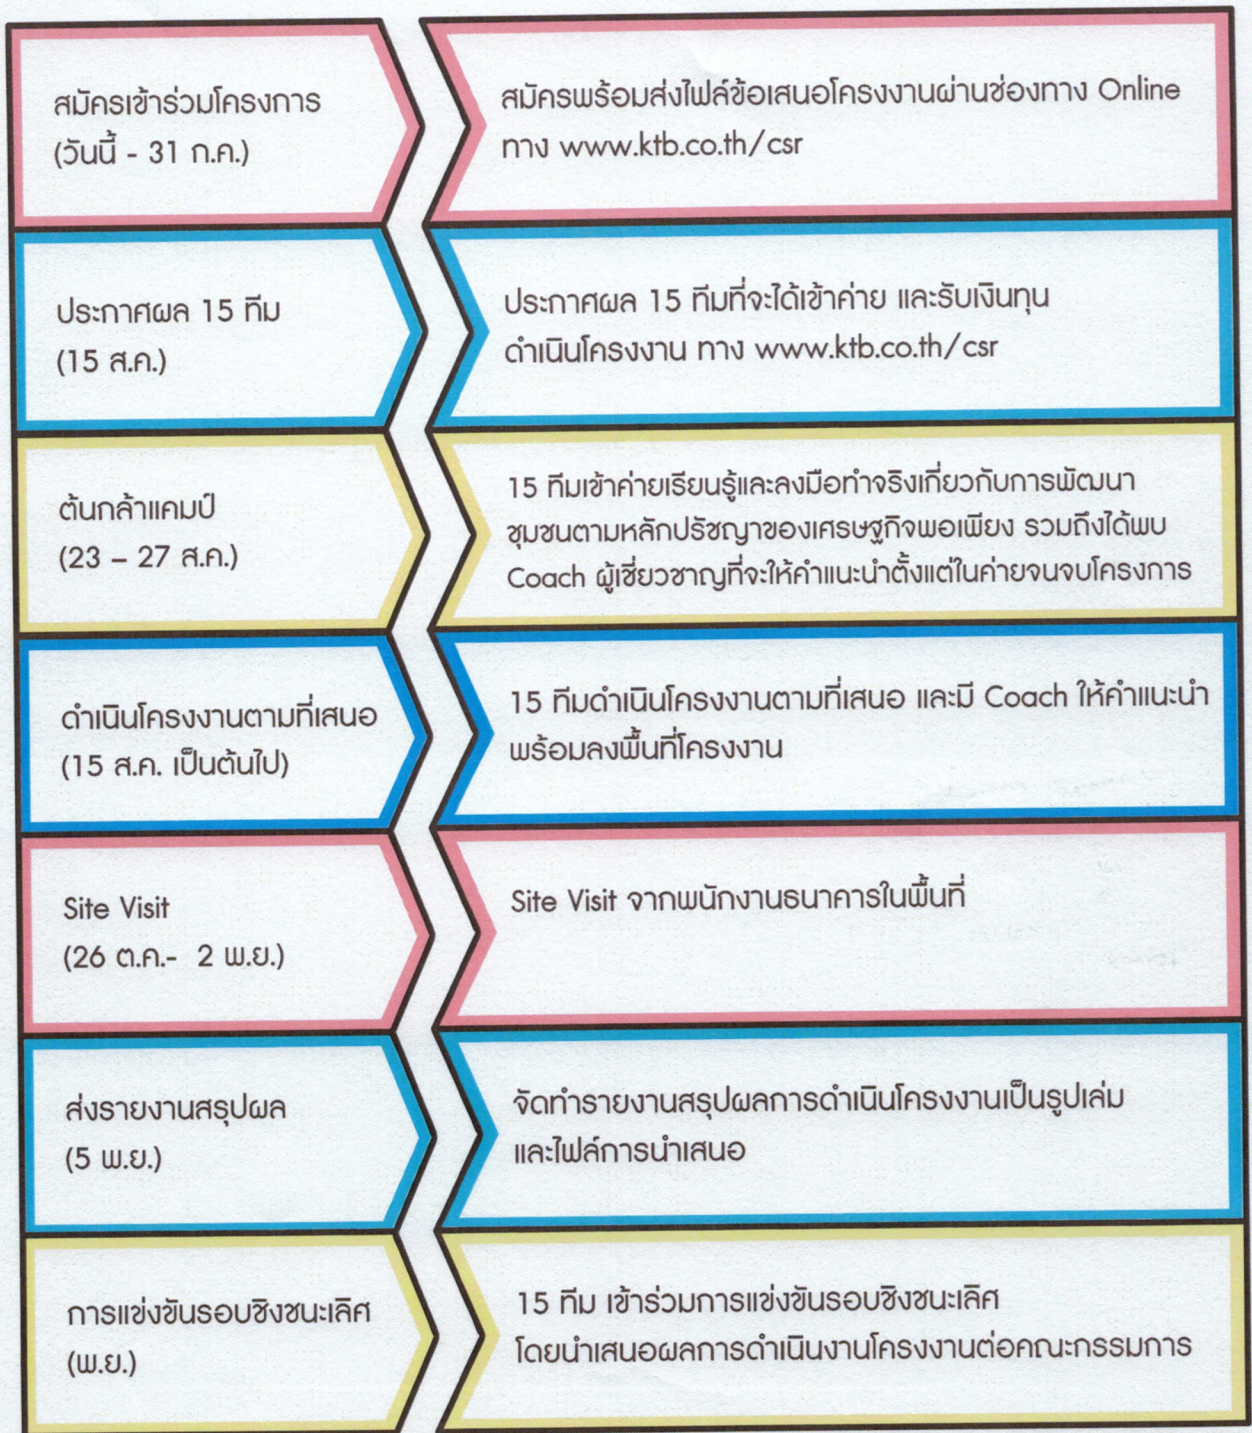 สมัครเข้าร่วมโครงการ
(วันนี้ - 31 ก.ค.)
สมัครพร้อมส่งไฟล์ข้อเสนอโครงงานผ่านช่องทาง Online
ทาง www.ktb.co.th/csr
ประกาศผล 15 ทีม
(15 ส.ค.)
ประกาศผล 15 ทีมที่จะได้เข้าค่าย และรับเงินทุน
ดำเนินโครงงาน ทาง www.ktb.co.th/csr
ต้นกล้าแคมป์
(23 – 27 ส.ค.)
15 ทีมเข้าค่ายเรียนรู้และลงมือทำจริงเกี่ยวกับการพัฒนา
ชุมชนตามหลักปรัชญาของเศรษฐกิจพอเพียง รวมถึงได้พบ
Coach ผู้เชี่ยวชาญที่จะให้คำแนะนำตั้งแต่ในค่ายจนจบโครงการ
ดำเนินโครงงานตามที่เสนอ
(15 ส.ค. เป็นต้นไป)
15 ทีมดำเนินโครงงานตามที่เสนอ และมี Coach ให้คำแนะนำ
พร้อมลงพื้นที่โครงงาน
Site Visit
(26 ต.ค.- 2 พ.ย.)
Site Visit จากพนักงานธนาคารในพื้นที่
ส่งรายงานสรุปผล
(5 พ.ย.)
จัดทำรายงานสรุปผลการดำเนินโครงงานเป็นรูปเล่ม
และไฟล์การนำเสนอ
การแข่งขันรอบชิงชนะเลิศ
(พ.ย.)
15 ทีม เข้าร่วมการแข่งขันรอบชิงชนะเลิศ
โดยนำเสนอผลการดำเนินงานโครงงานต่อคณะกรรมการ